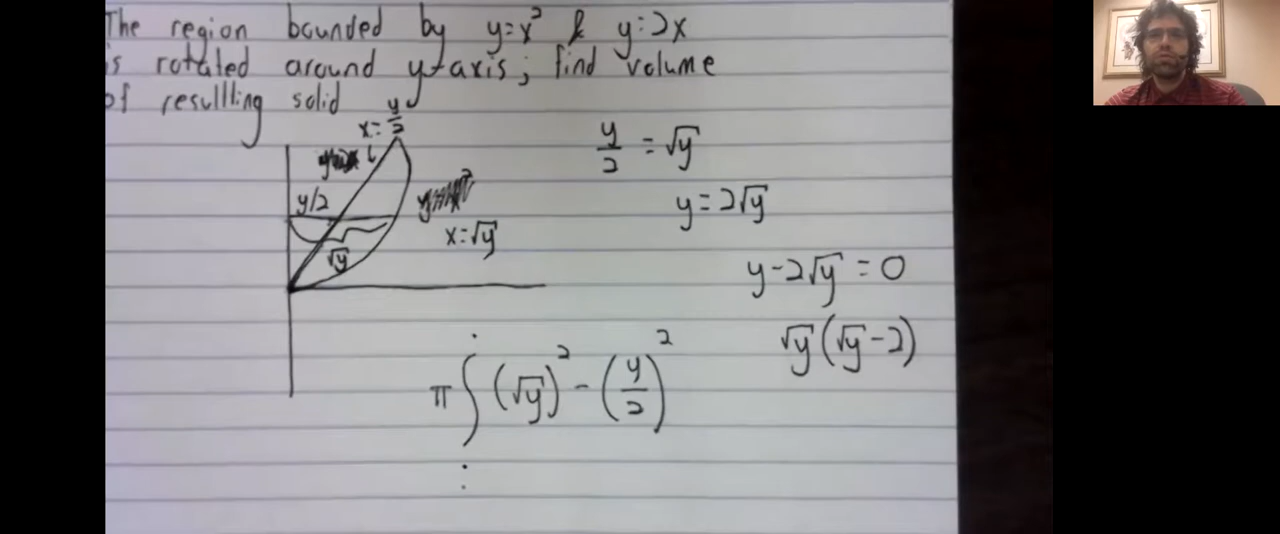 The region bounded by y=x² & y=2x
is rotated around y-axis; find volume
of resullting solid
x=y/2
y/2
x=√y
√y
y/2 = √y
y=2√y
y-2√y=0
√y(√y-2)
π∫(√y)²-(y/2)²